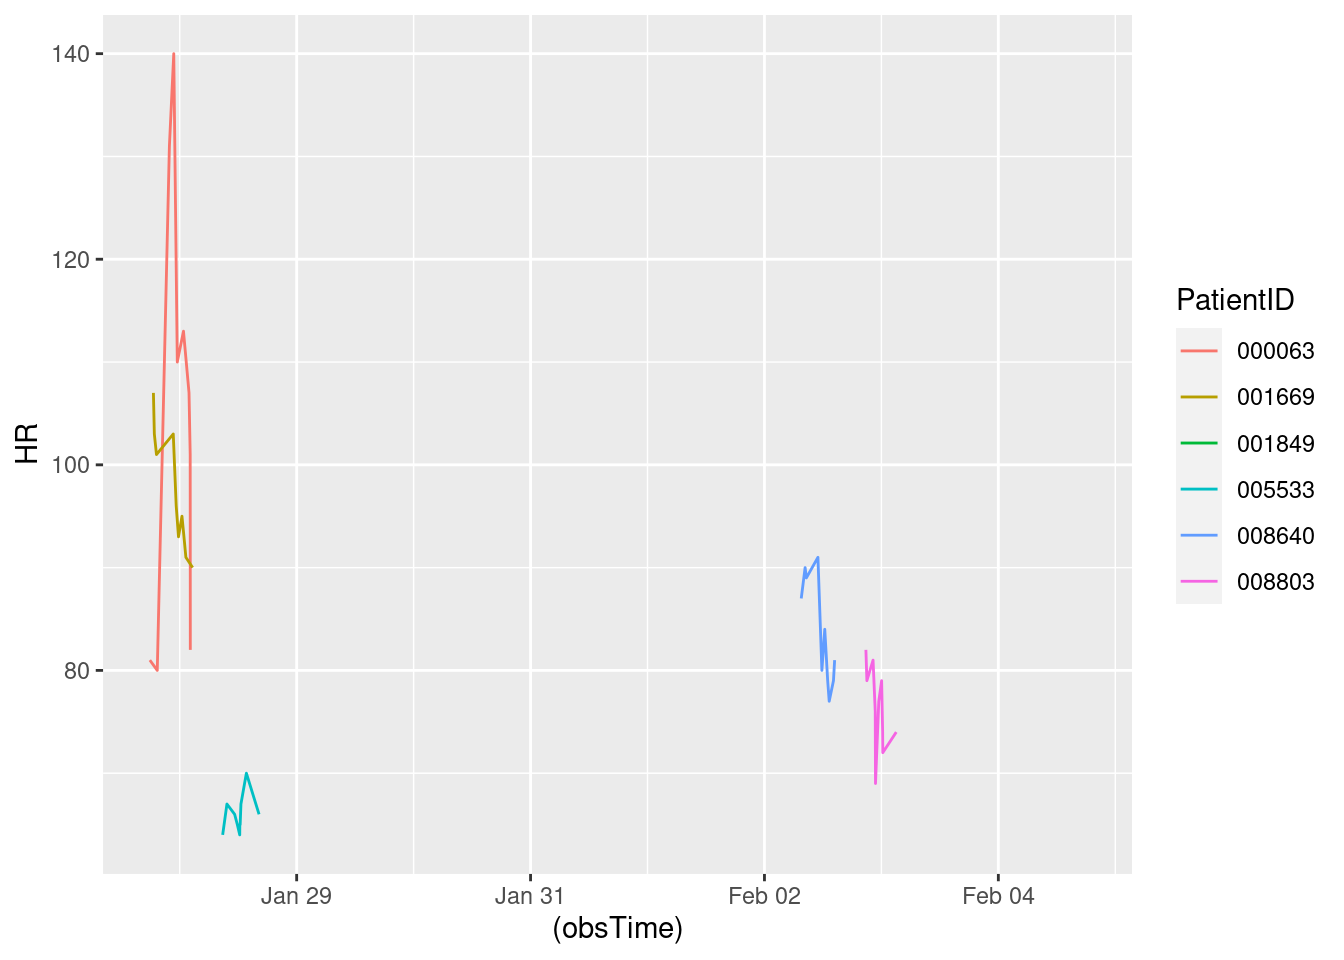 140
120
100
80
HR
Jan 29
Jan 31
Feb 02
Feb 04
(obsTime)
PatientID
000063
001669
001849
005533
008640
008803